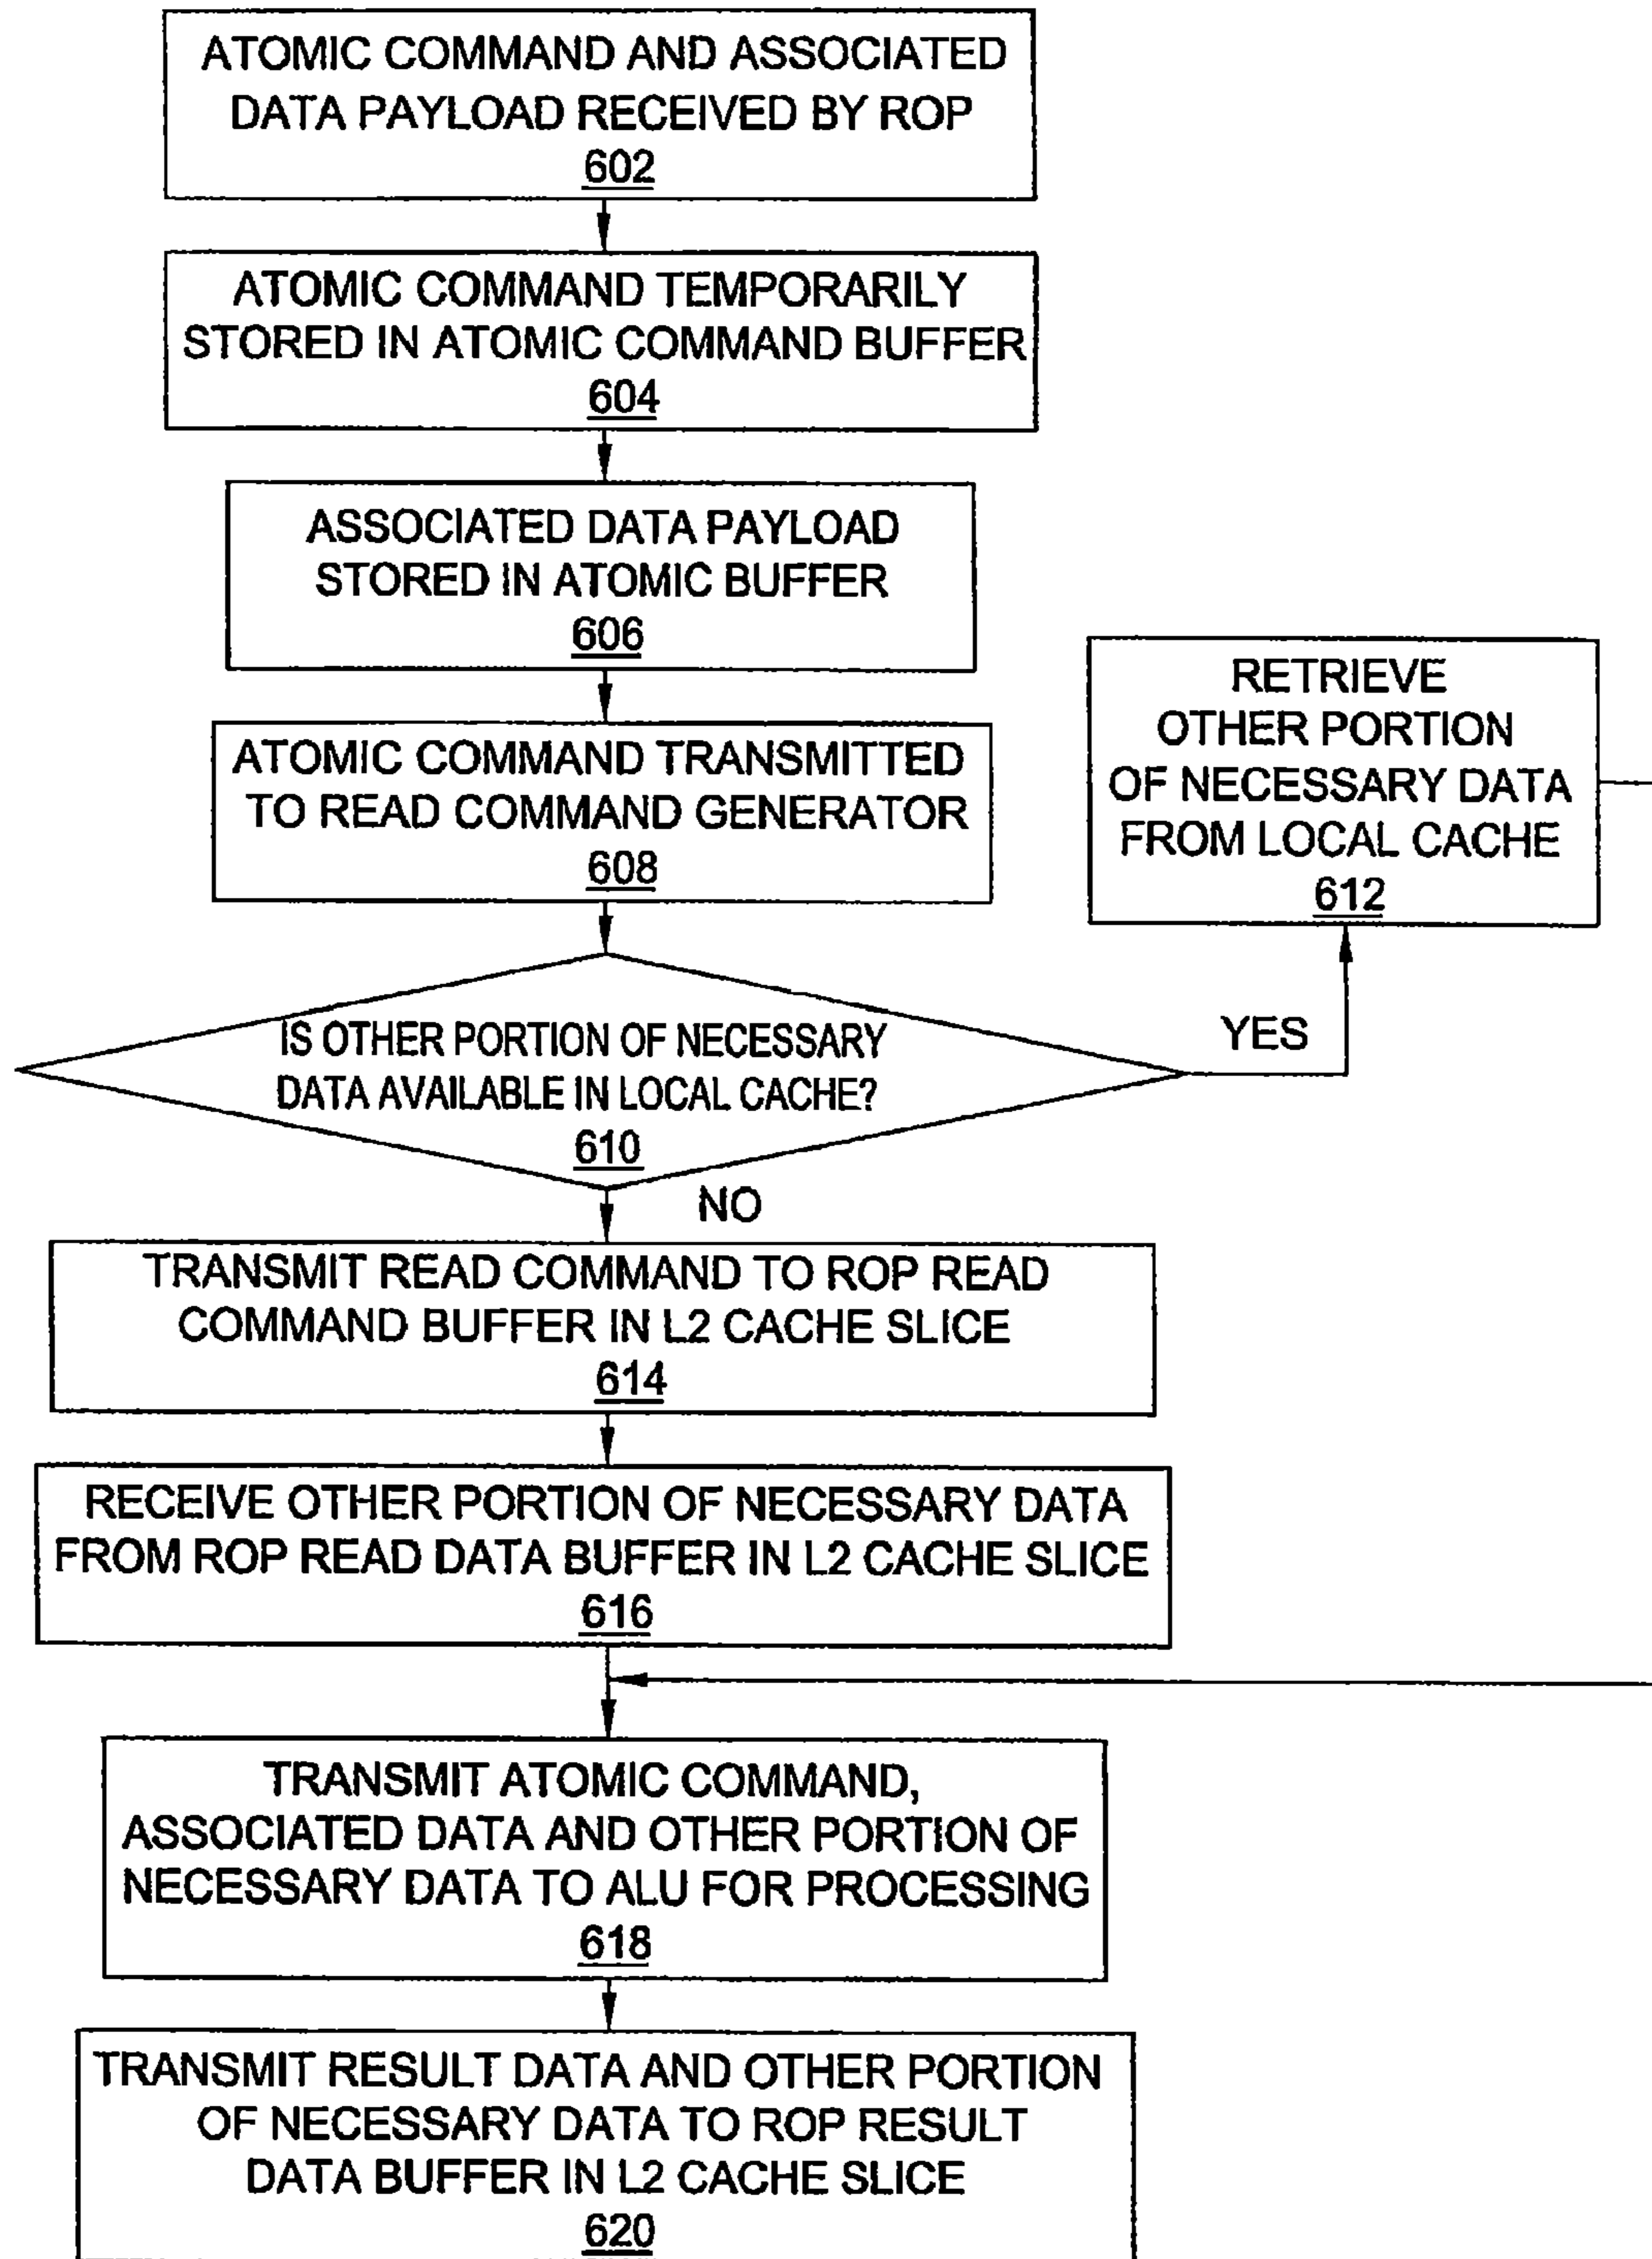 ATOMIC COMMAND AND ASSOCIATED
DATA PAYLOAD RECEIVED BY ROP
602
ATOMIC COMMAND TEMPORARILY
STORED IN ATOMIC COMMAND BUFFER
604
ASSOCIATED DATA PAYLOAD
STORED IN ATOMIC BUFFER
606
ATOMIC COMMAND TRANSMITTED
TO READ COMMAND GENERATOR
608
RETRIEVE
OTHER PORTION
OF NECESSARY DATA
FROM LOCAL CACHE
612
IS OTHER PORTION OF NECESSARY
DATA AVAILABLE IN LOCAL CACHE?
610
YES
NO
TRANSMIT READ COMMAND TO ROP READ
COMMAND BUFFER IN L2 CACHE SLICE
614
RECEIVE OTHER PORTION OF NECESSARY DATA
FROM ROP READ DATA BUFFER IN L2 CACHE SLICE
616
TRANSMIT ATOMIC COMMAND,
ASSOCIATED DATA AND OTHER PORTION OF
NECESSARY DATA TO ALU FOR PROCESSING
618
TRANSMIT RESULT DATA AND OTHER PORTION
OF NECESSARY DATA TO ROP RESULT
DATA BUFFER IN L2 CACHE SLICE
620